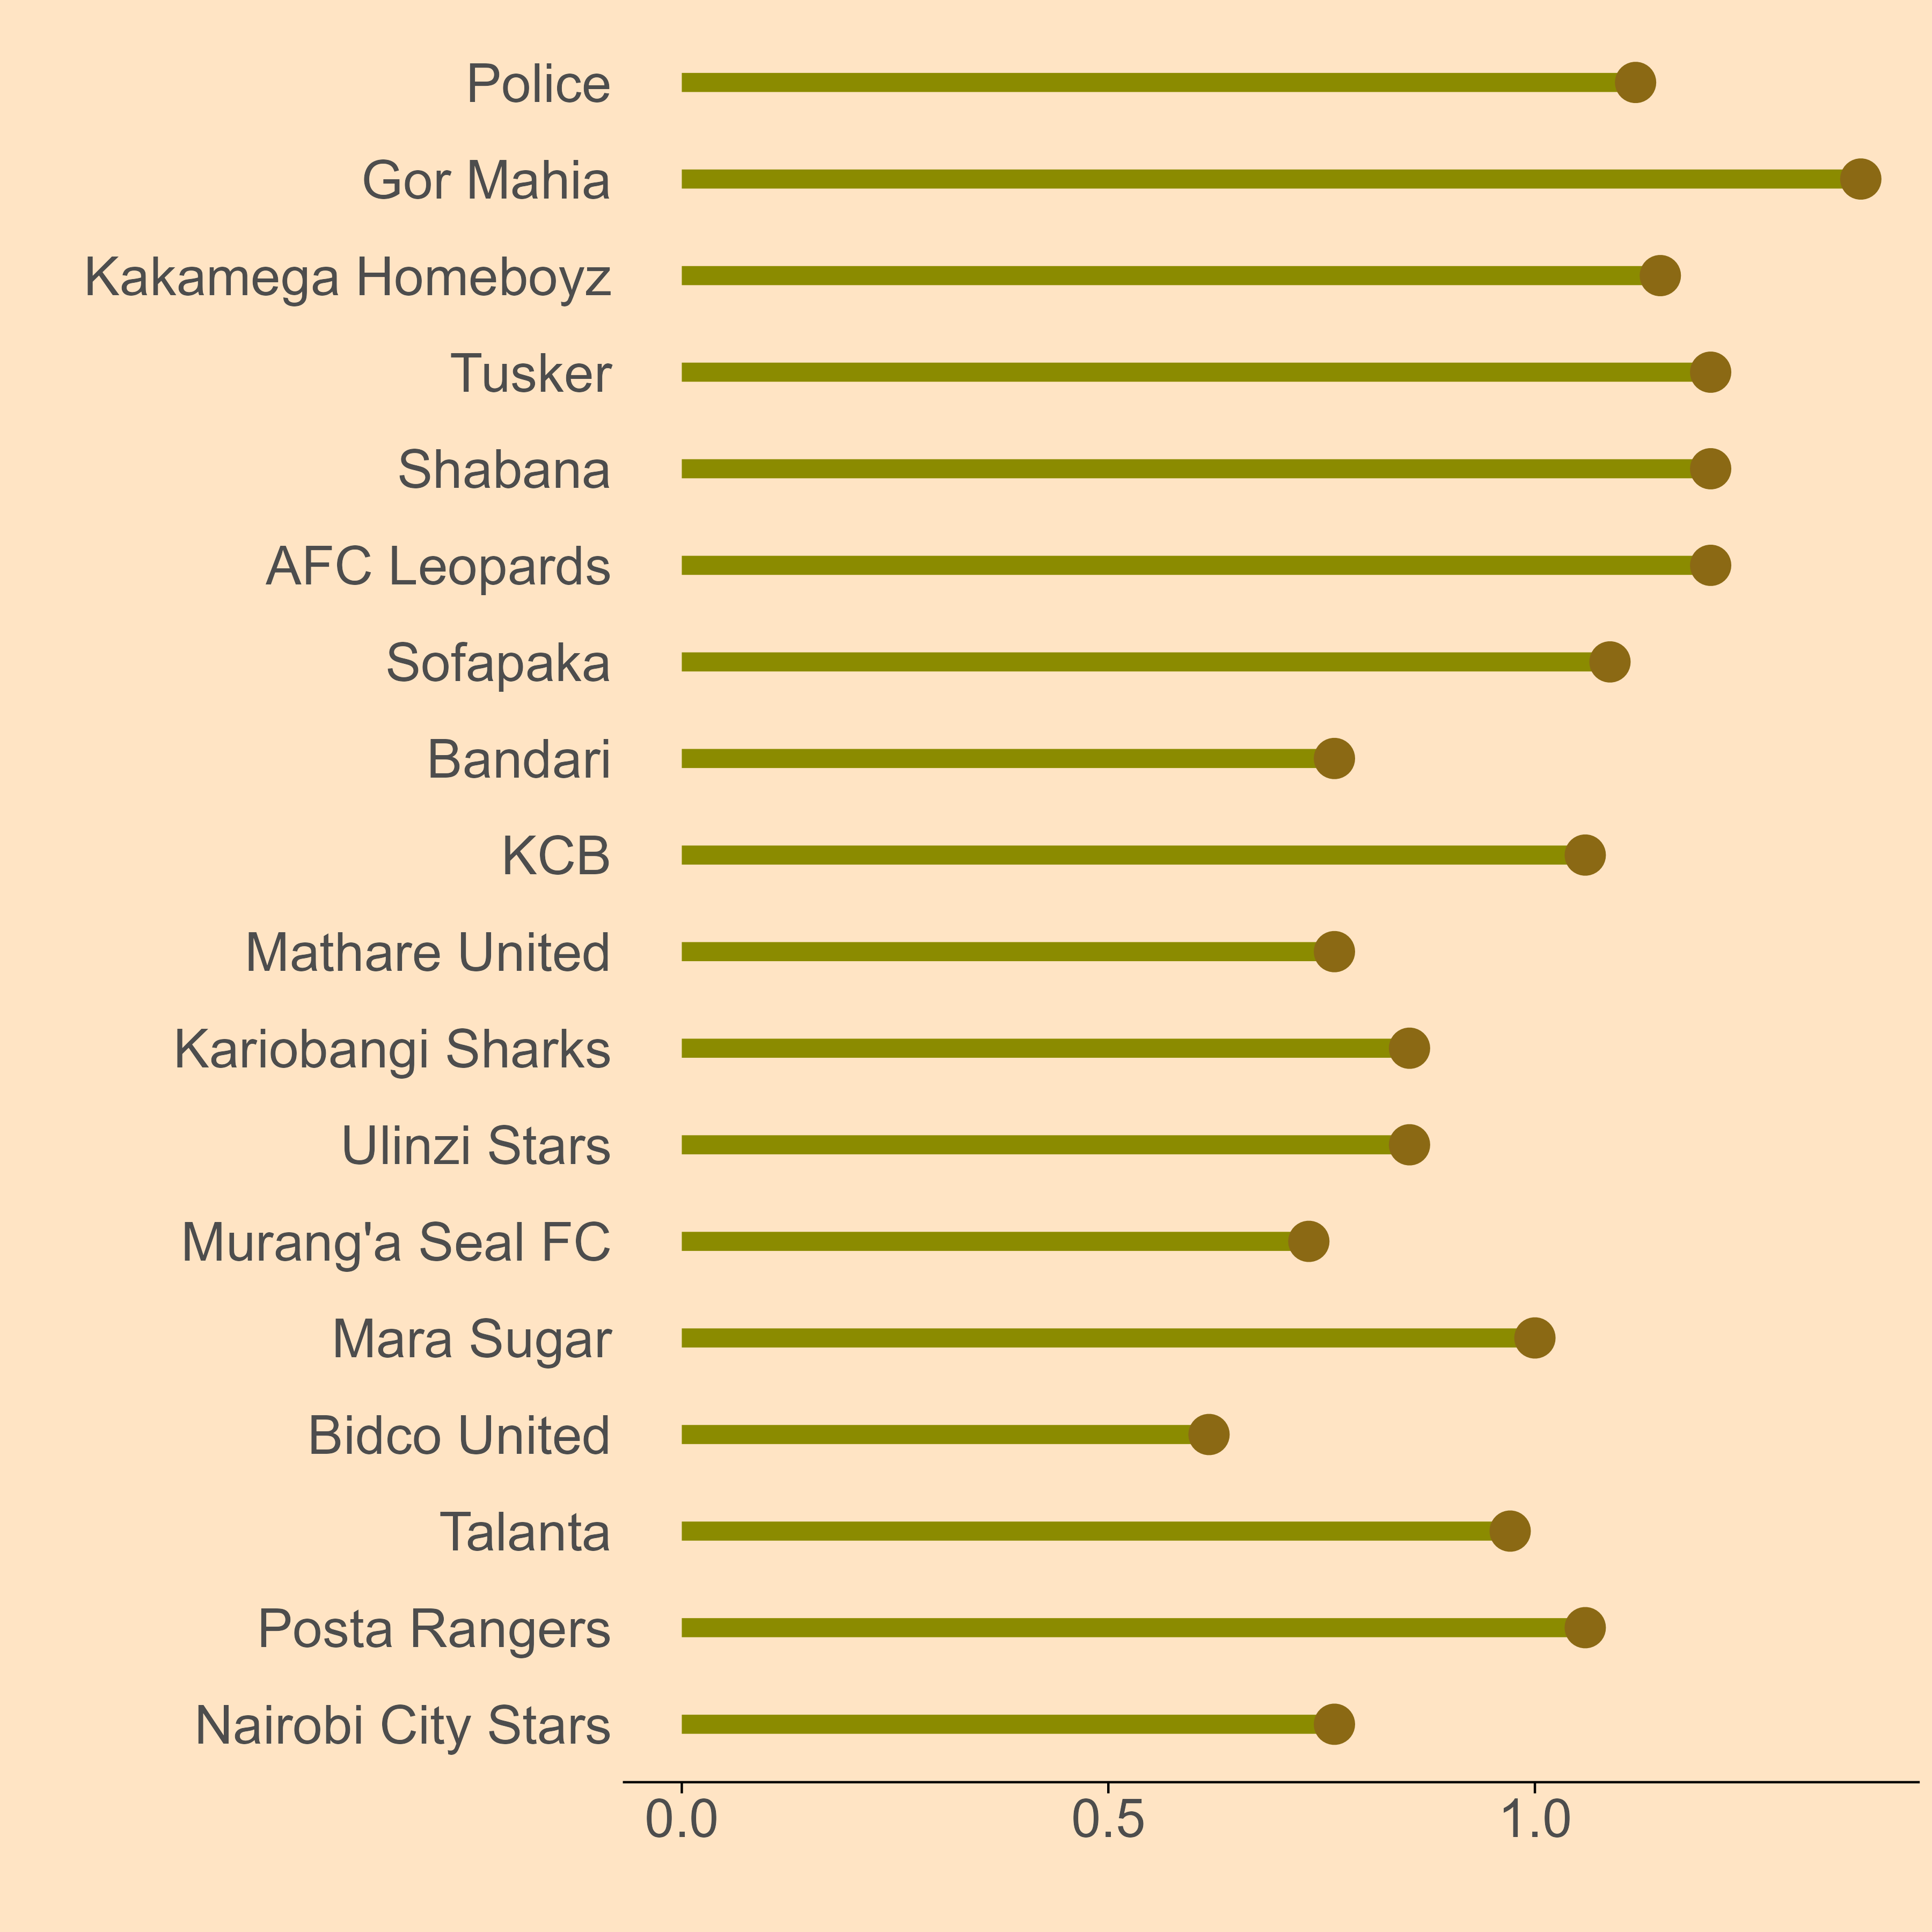 Police
Gor Mahia
Kakamega Homeboyz
Tusker
Shabana
AFC Leopards
Sofapaka
Bandari
KCB
Mathare United
Kariobangi Sharks
Ulinzi Stars
Murang'a Seal FC
Mara Sugar
Bidco United
Talanta
Posta Rangers
Nairobi City Stars
0.0 0.5 1.0